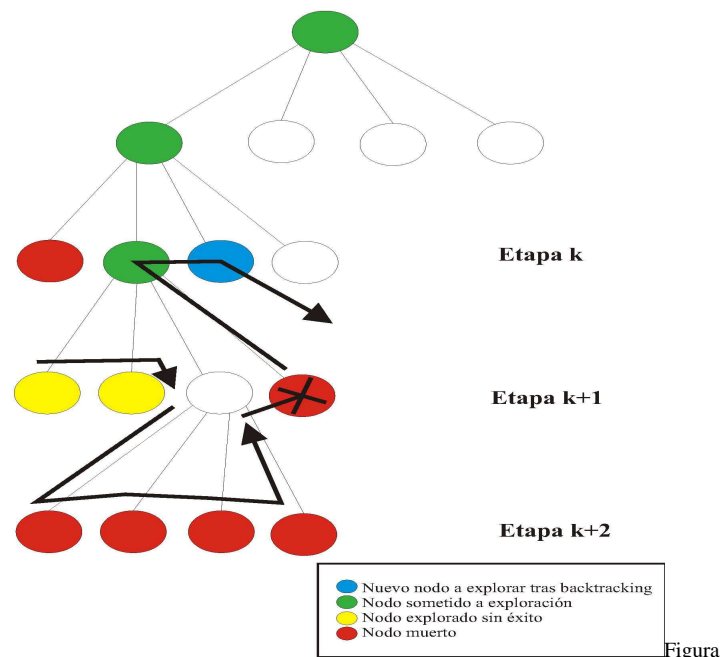 Etapa k
Etapa k+1
Etapa k+2
Nuevo nodo a explorar tras backtracking
Nodo sometido a exploración
Nodo explorado sin éxito
Nodo muerto
Figura